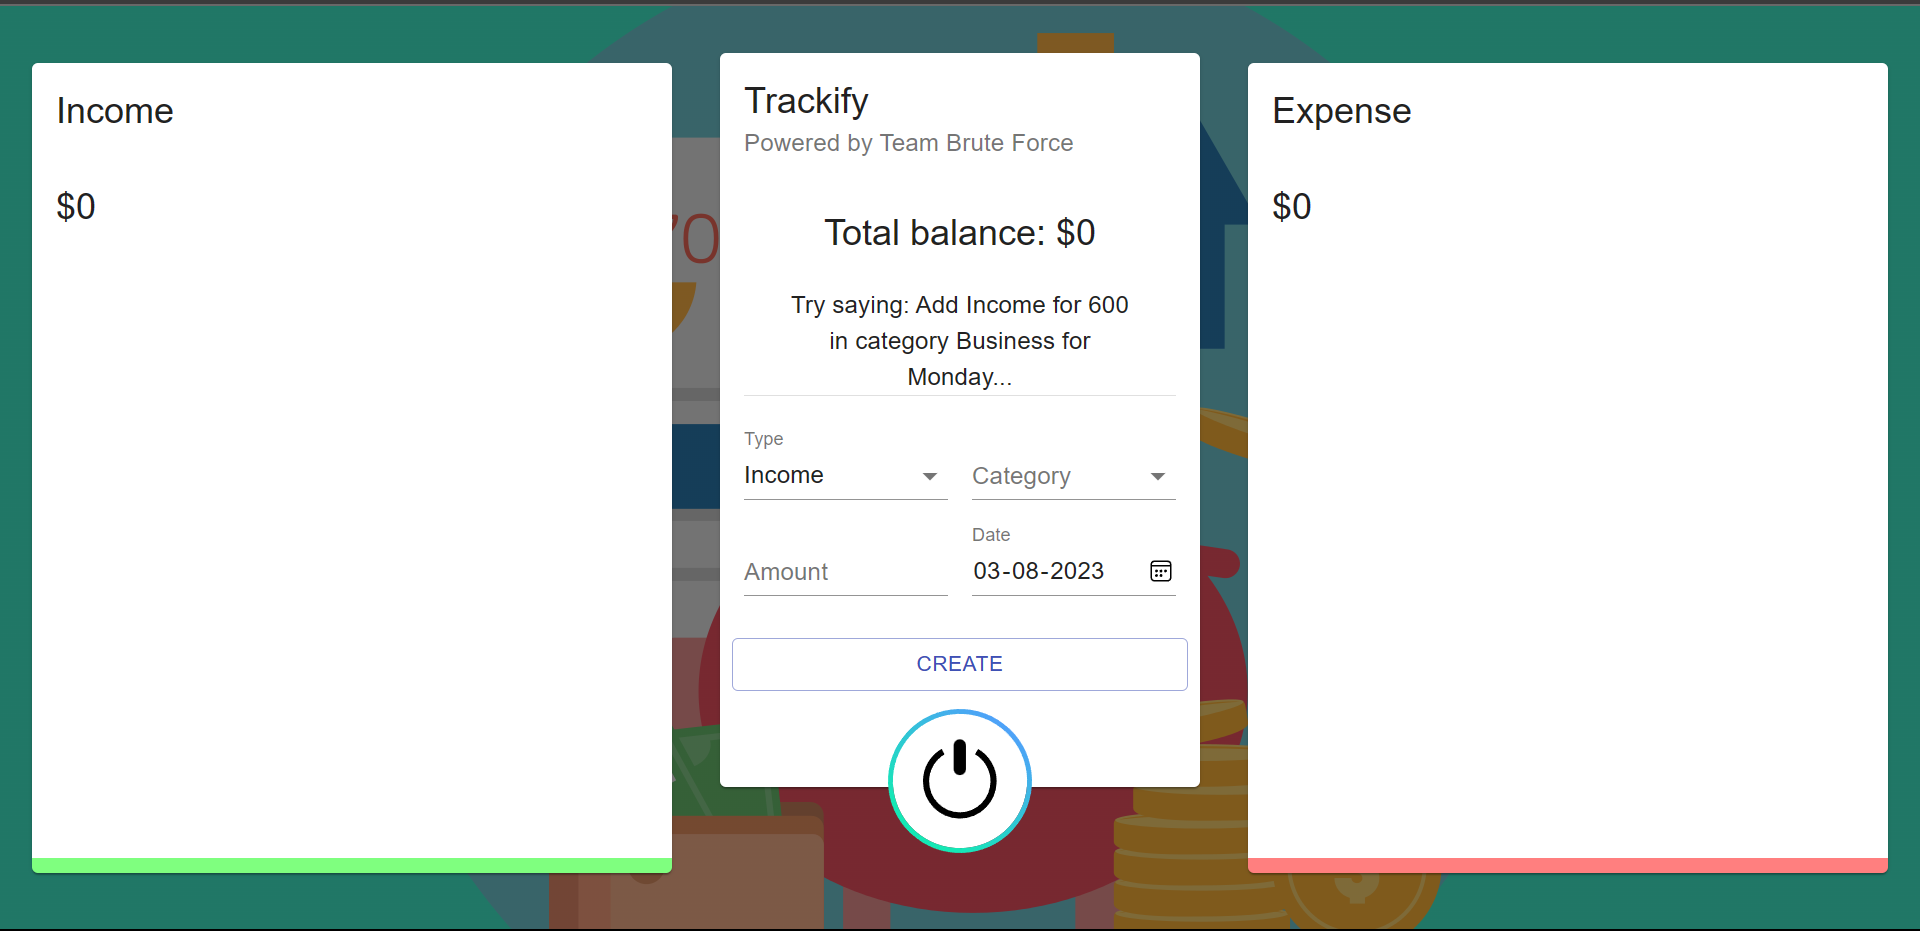 Income
$0
Trackify
Powered by Team Brute Force
Total balance: $0
Try saying: Add Income for 600
in category Business for
Monday...
Type
Income
Category
Amount
Date
03-08-2023
CREATE
Expense
$0